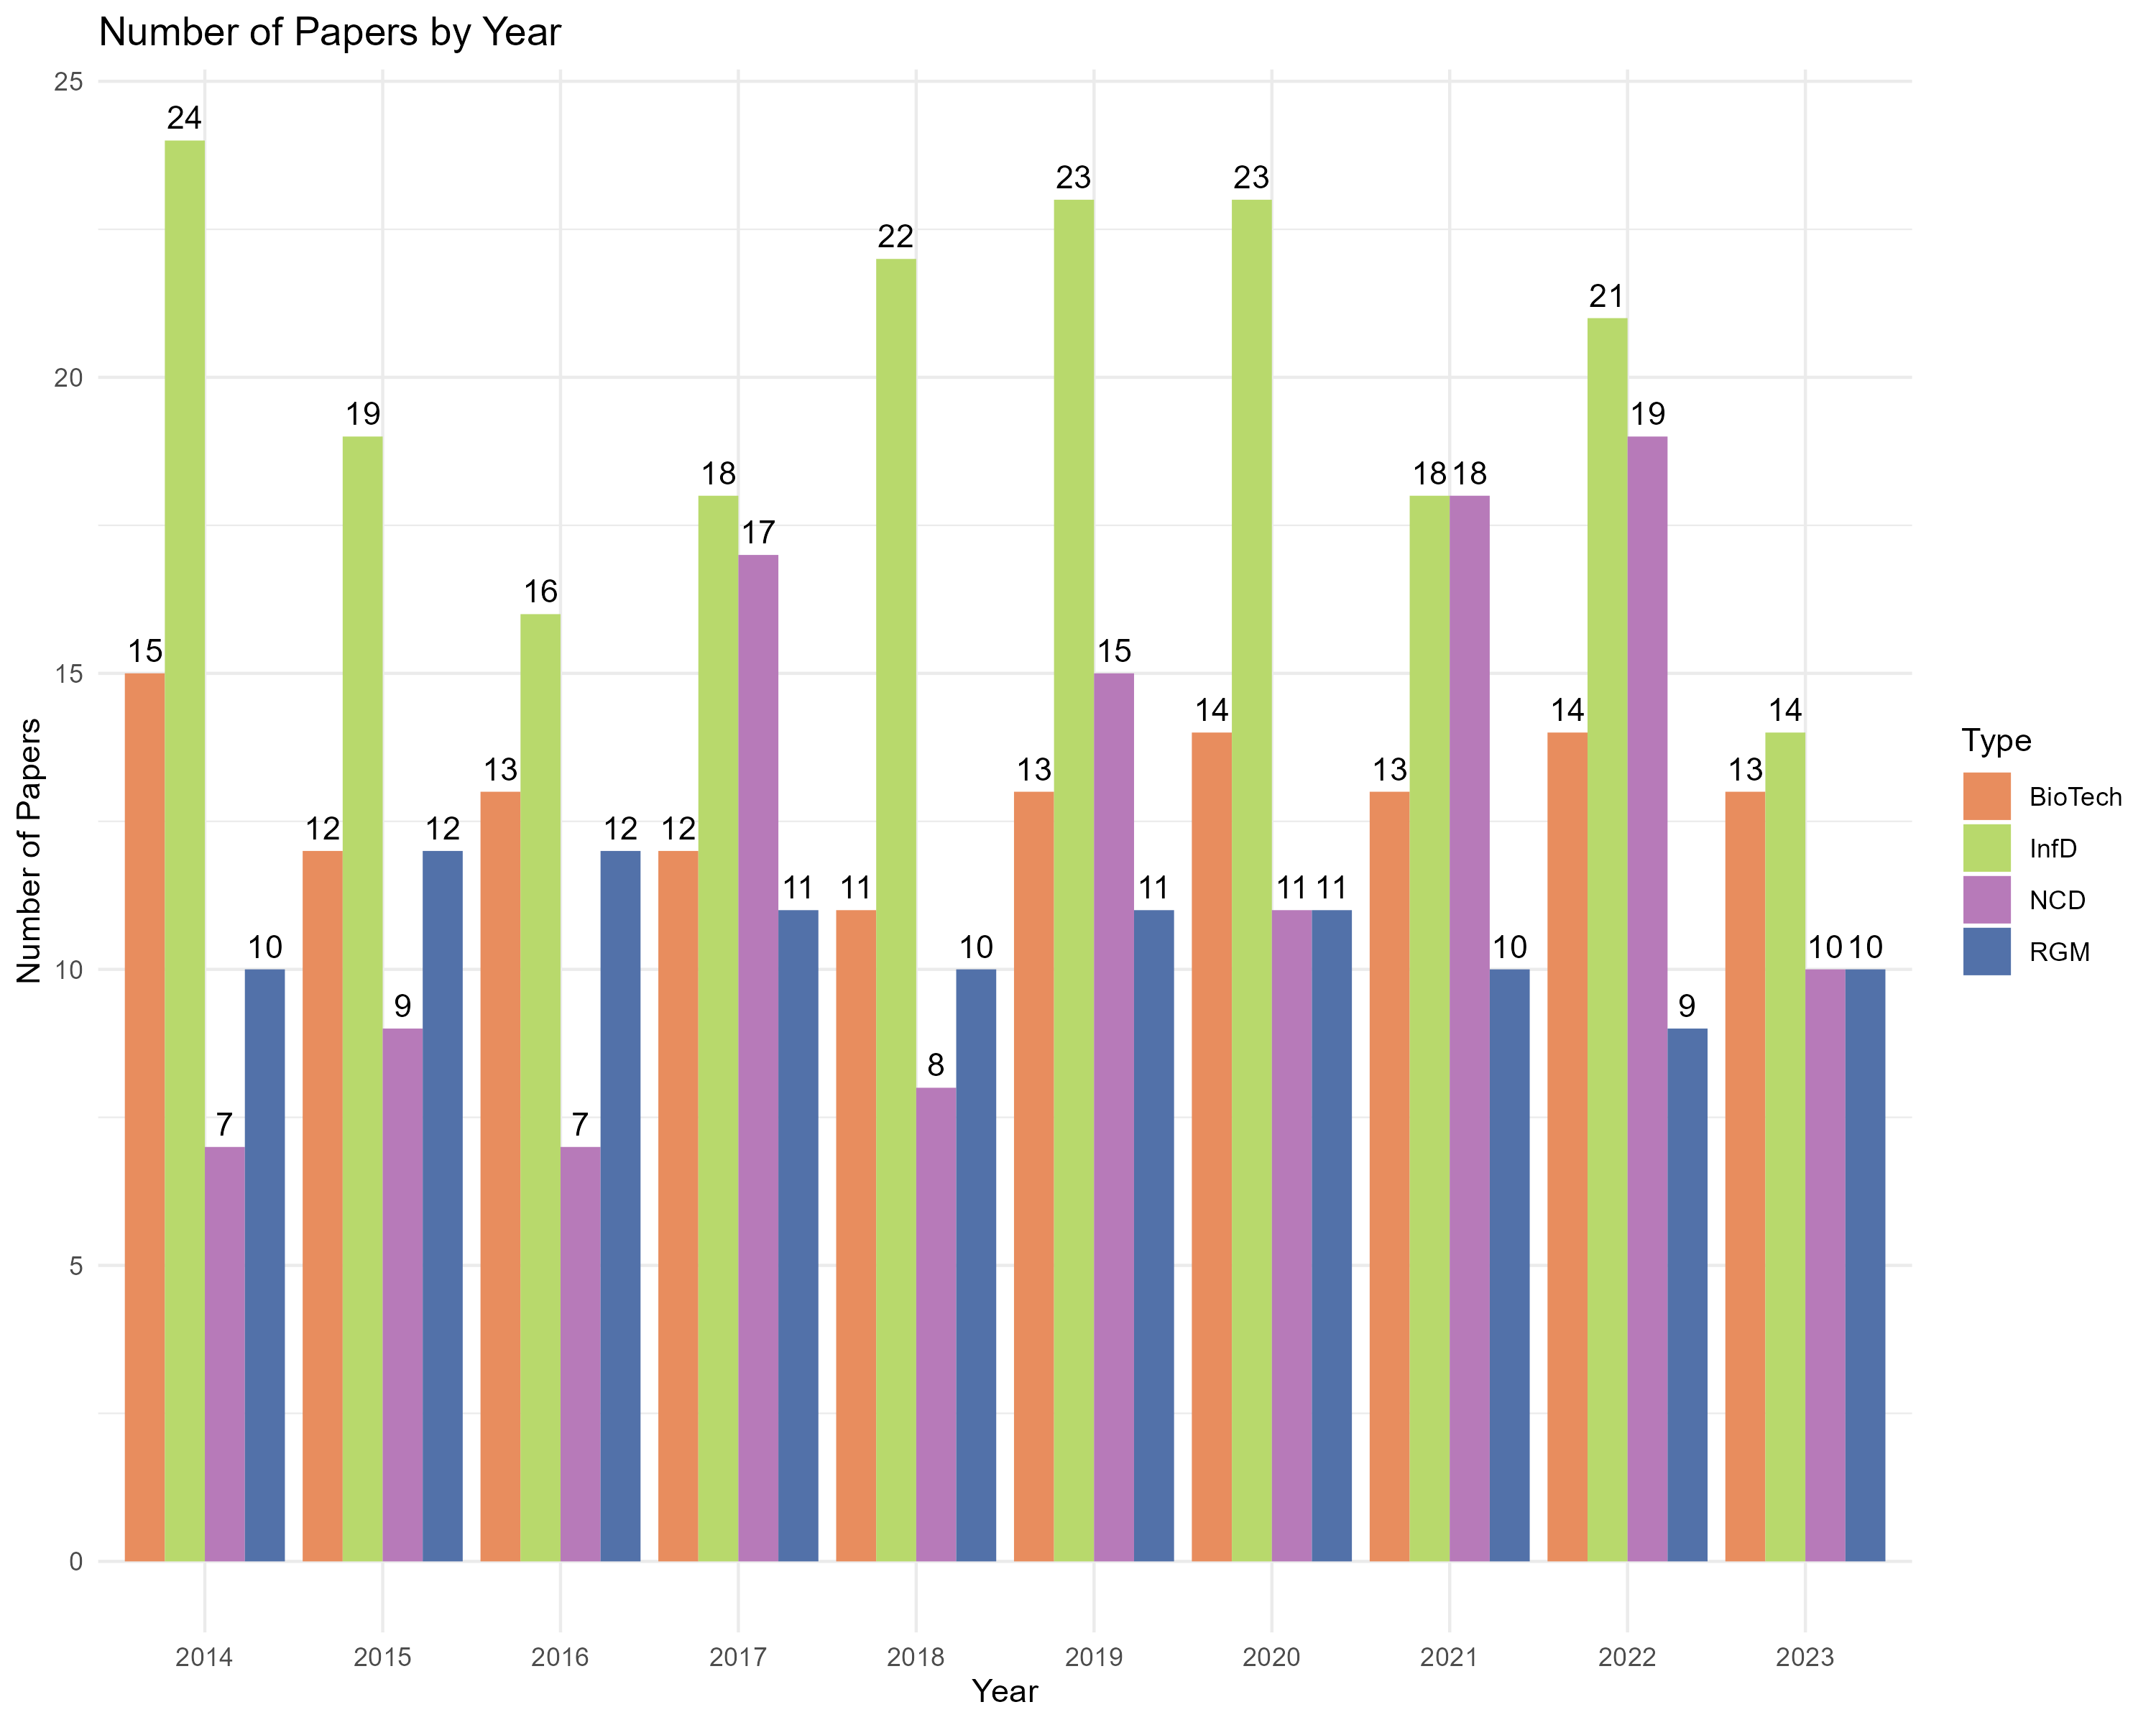 Number of Papers by Year
Number of Papers
25
20
15
10
5
0
15 24 7 10
12 19 9 12
13 16 7 12
12 18 17 11
11 22 8 10
13 23 15 11
14 23 11 11
13 18 18 10
14 21 19 9
13 14 10 10
2014 2015 2016 2017 2018 2019 2020 2021 2022 2023
Year
Type
BioTech
InfD
NCD
RGM